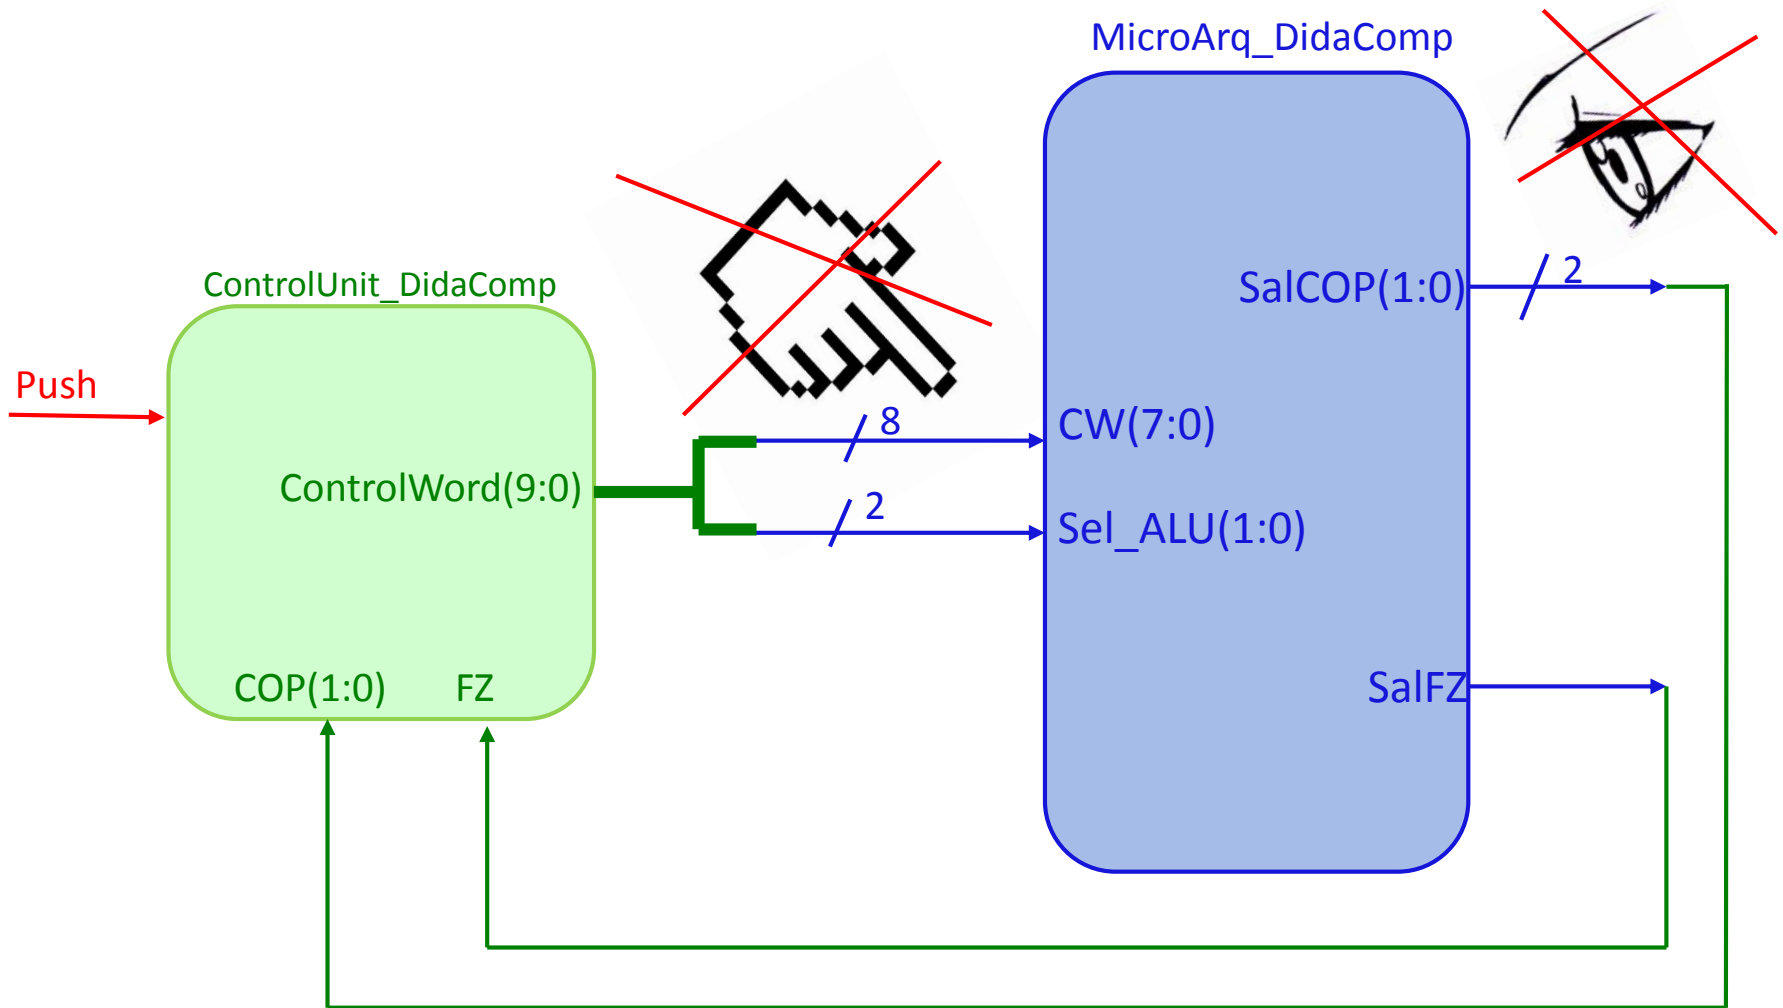 MicroArq_DidaComp
ControlUnit_DidaComp
SalCOP(1:0)
2
Push
8
CW(7:0)
ControlWord(9:0)
2
Sel_ALU(1:0)
COP(1:0)
FZ
SalFZ